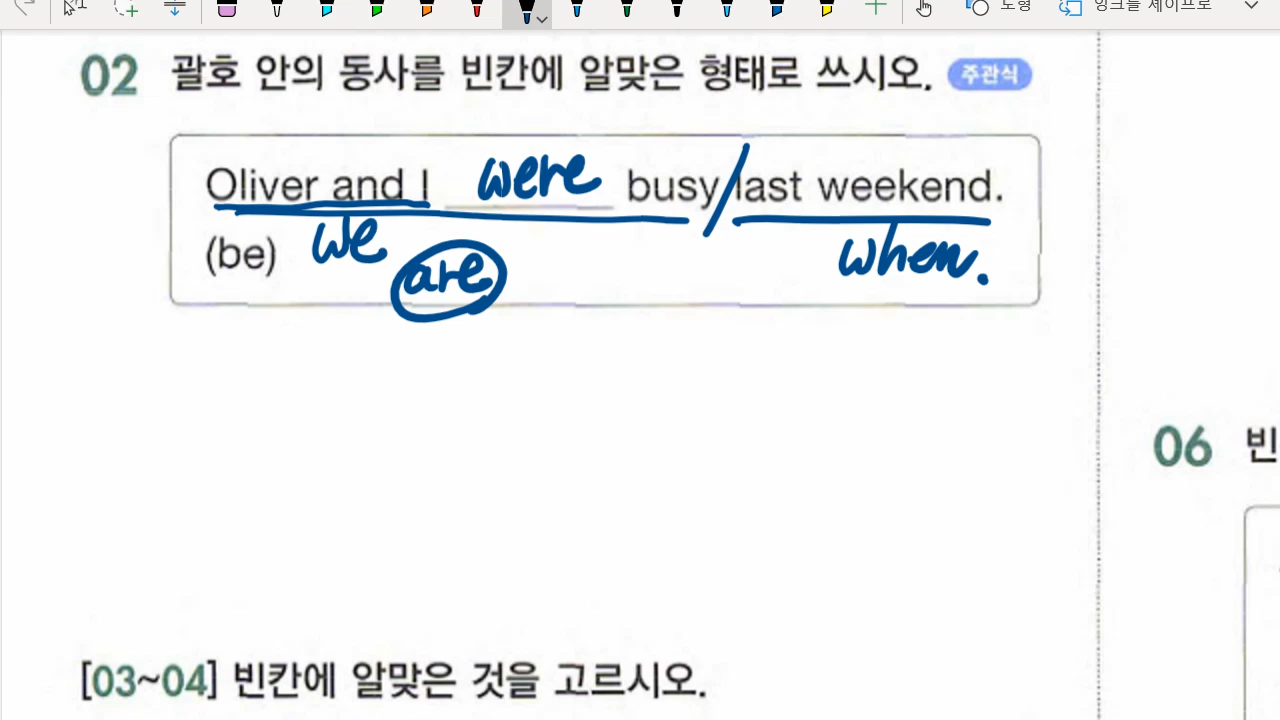 도형
잉크를 셰이프로
02 괄호 안의 동사를 빈칸에 알맞은 형태로 쓰시오. 주관식
Oliver and I were busy/last weekend.
(be) we are when.
06 빈
[03~04] 빈칸에 알맞은 것을 고르시오.